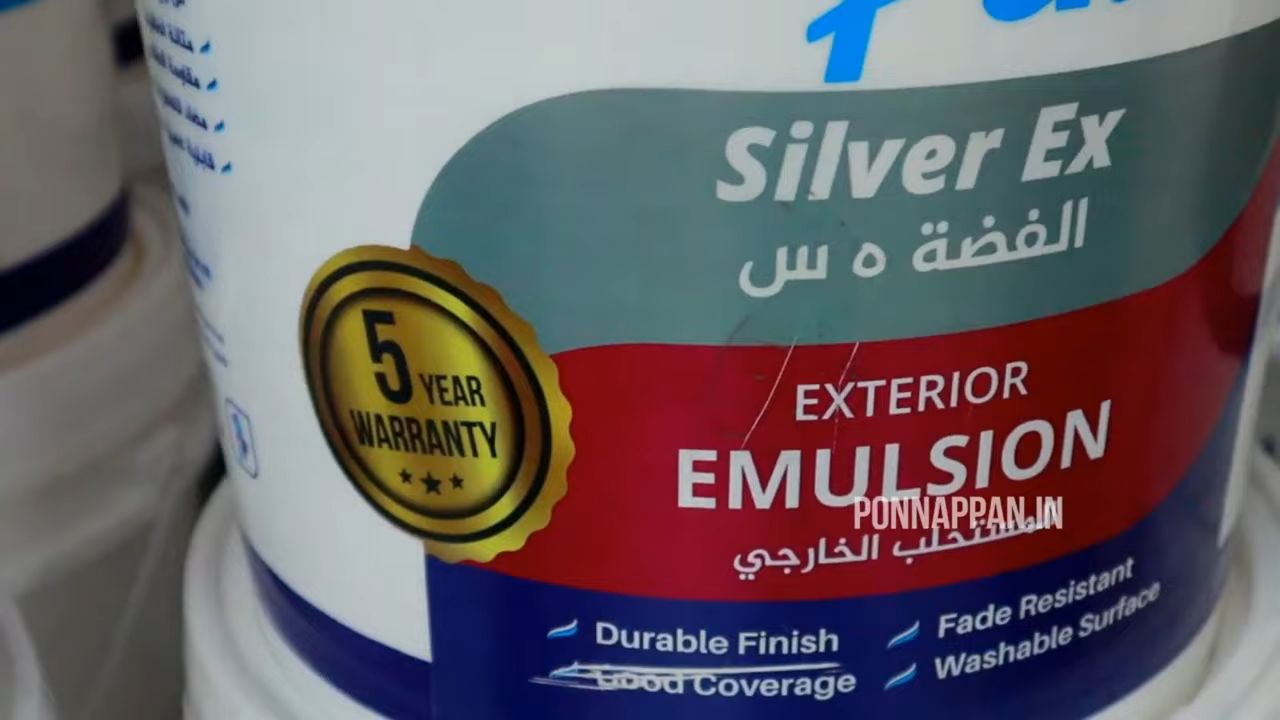 Silver Ex
الفضة ه س
5 YEAR
WARRANTY
EXTERIOR
EMULSION
PONNAPPAN.IN
المستحلب الخارجي
Durable Finish
Good Coverage
Fade Resistant
Washable Surface